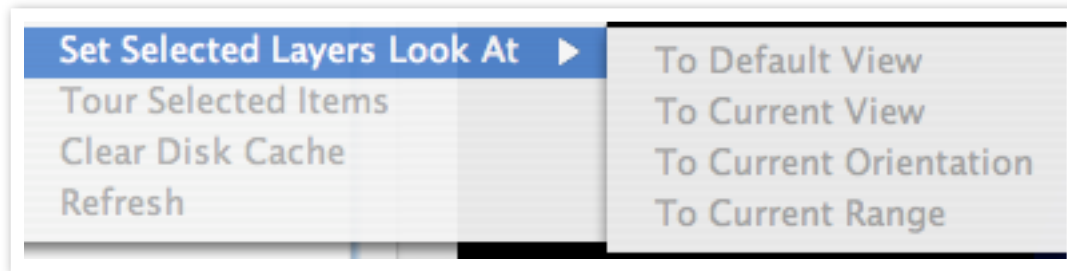 Set Selected Layers Look At
Tour Selected Items
Clear Disk Cache
Refresh
To Default View
To Current View
To Current Orientation
To Current Range